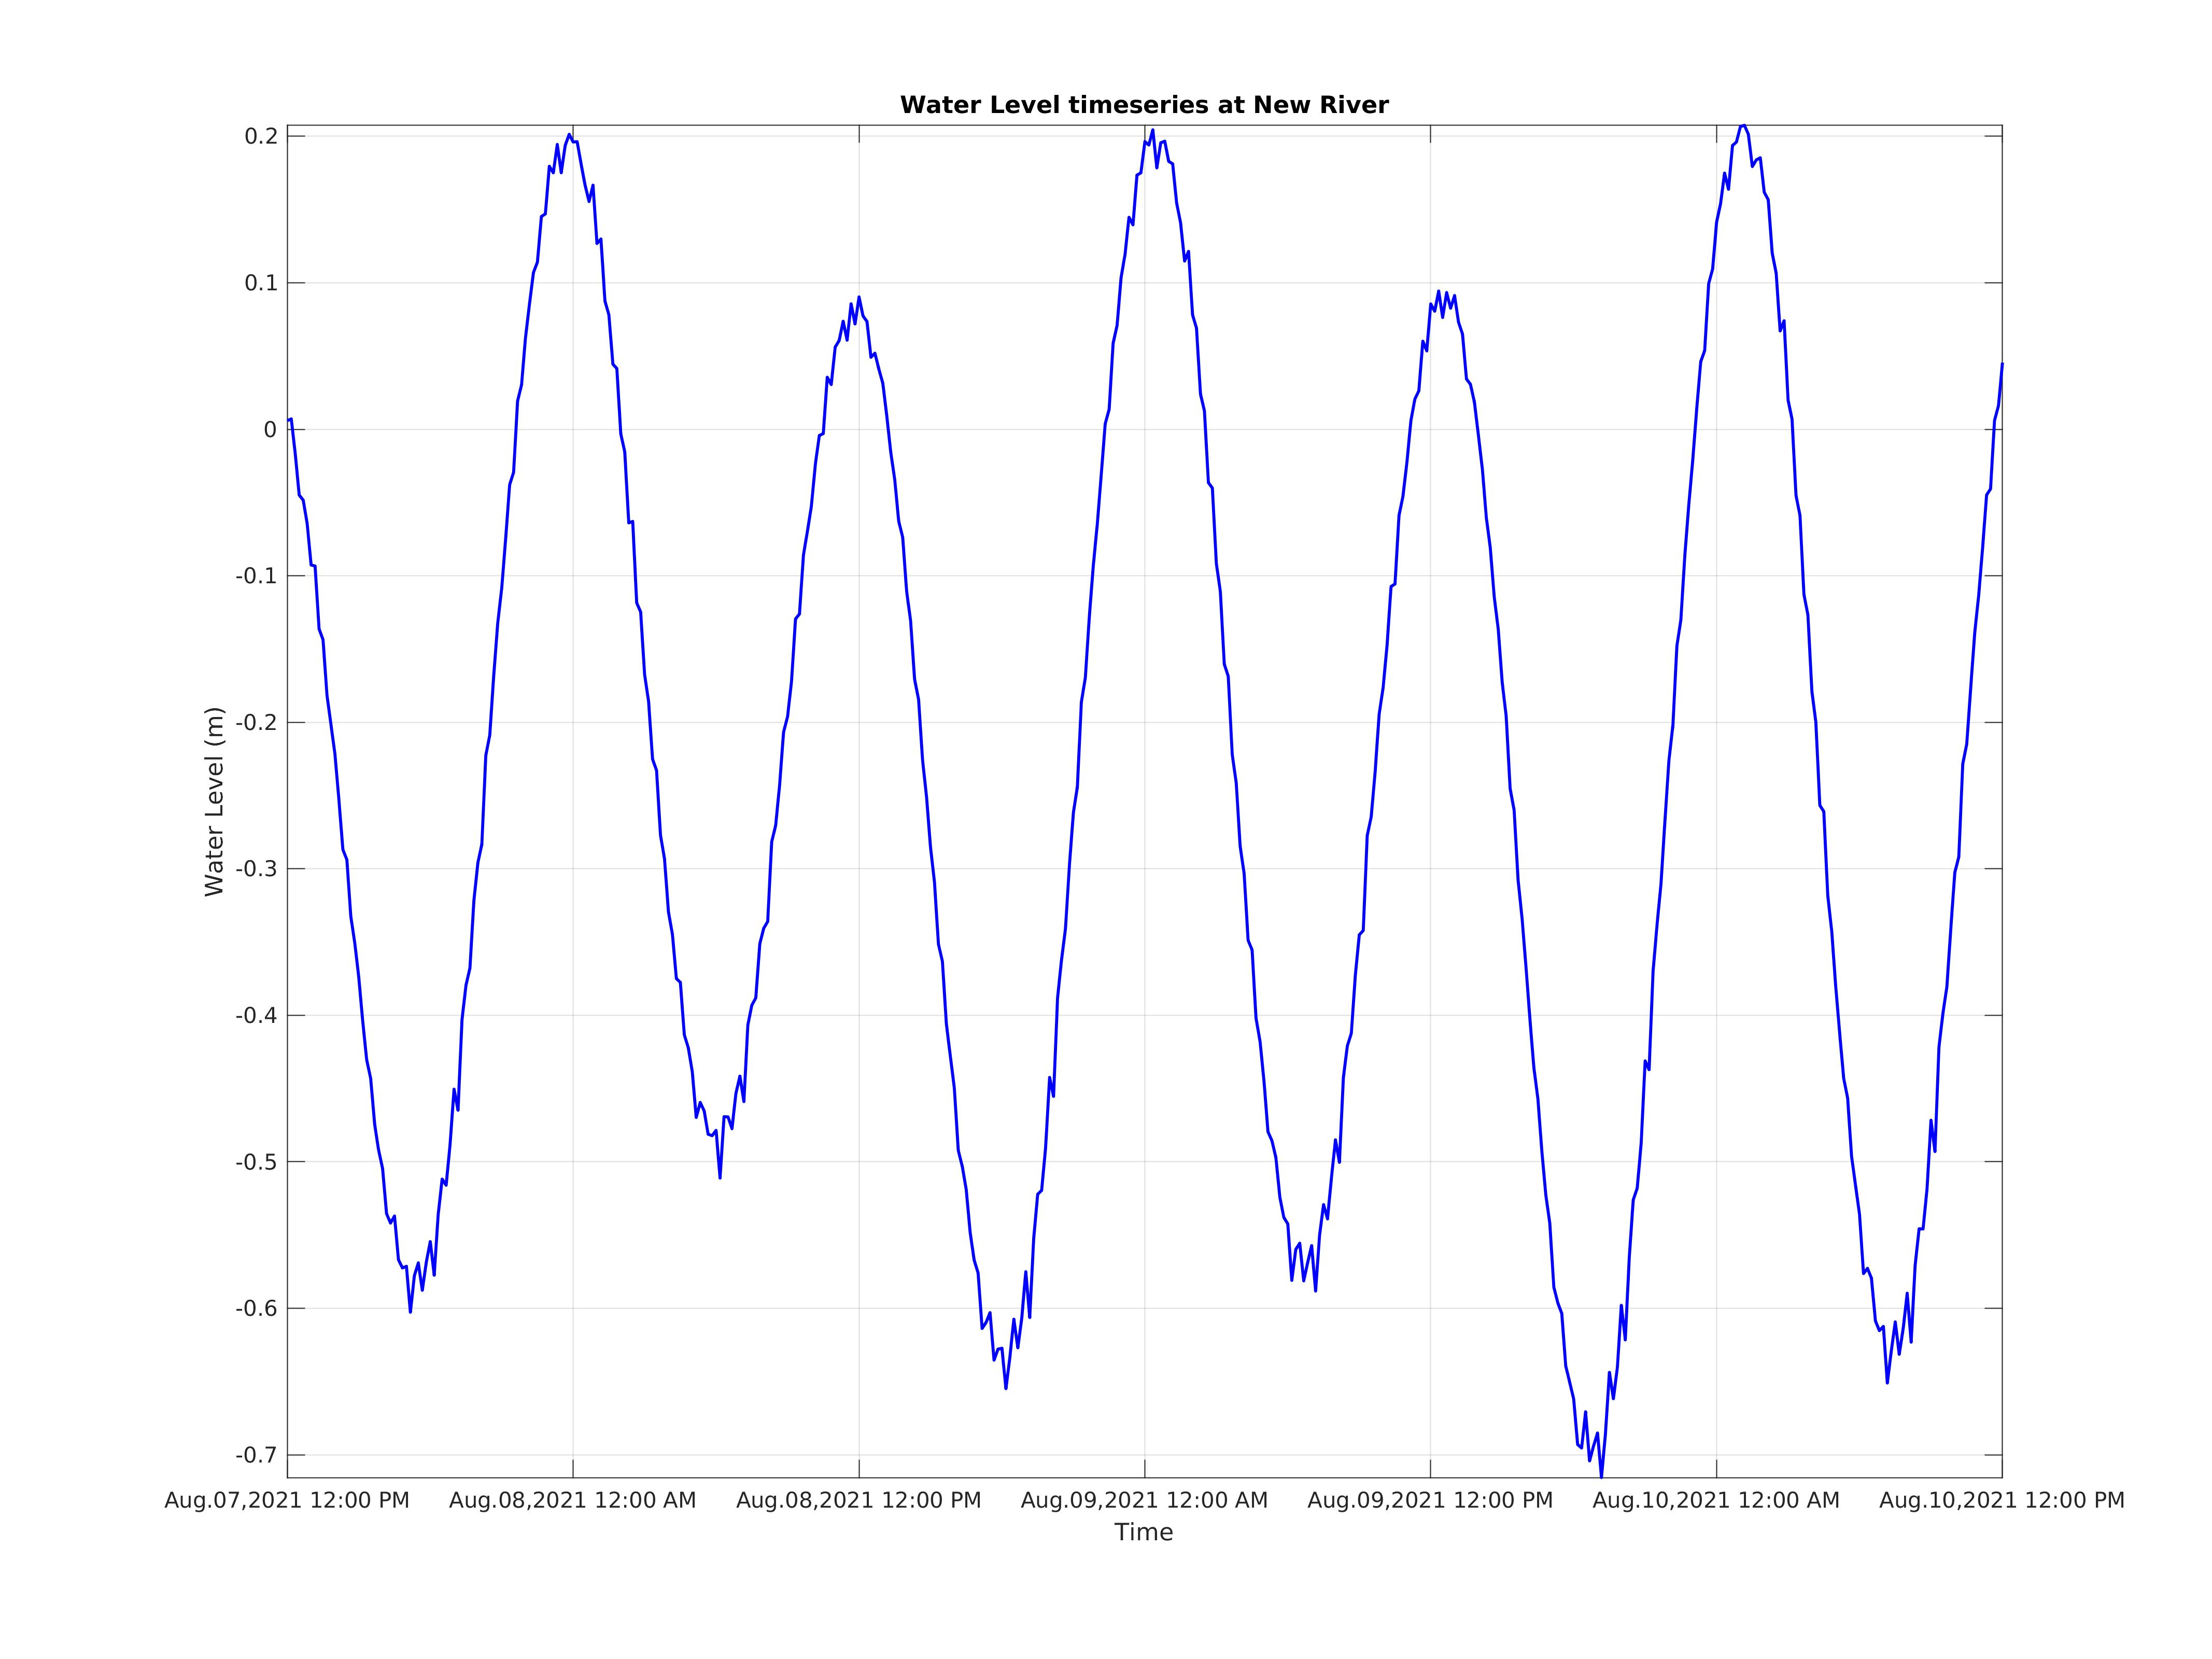 Water Level timeseries at New River
0.2
0.1
0
-0.1
-0.2
-0.3
-0.4
-0.5
-0.6
-0.7
Water Level (m)
Aug.07,2021 12:00 PM
Aug.08,2021 12:00 AM
Aug.08,2021 12:00 PM
Aug.09,2021 12:00 AM
Aug.09,2021 12:00 PM
Aug.10,2021 12:00 AM
Aug.10,2021 12:00 PM
Time